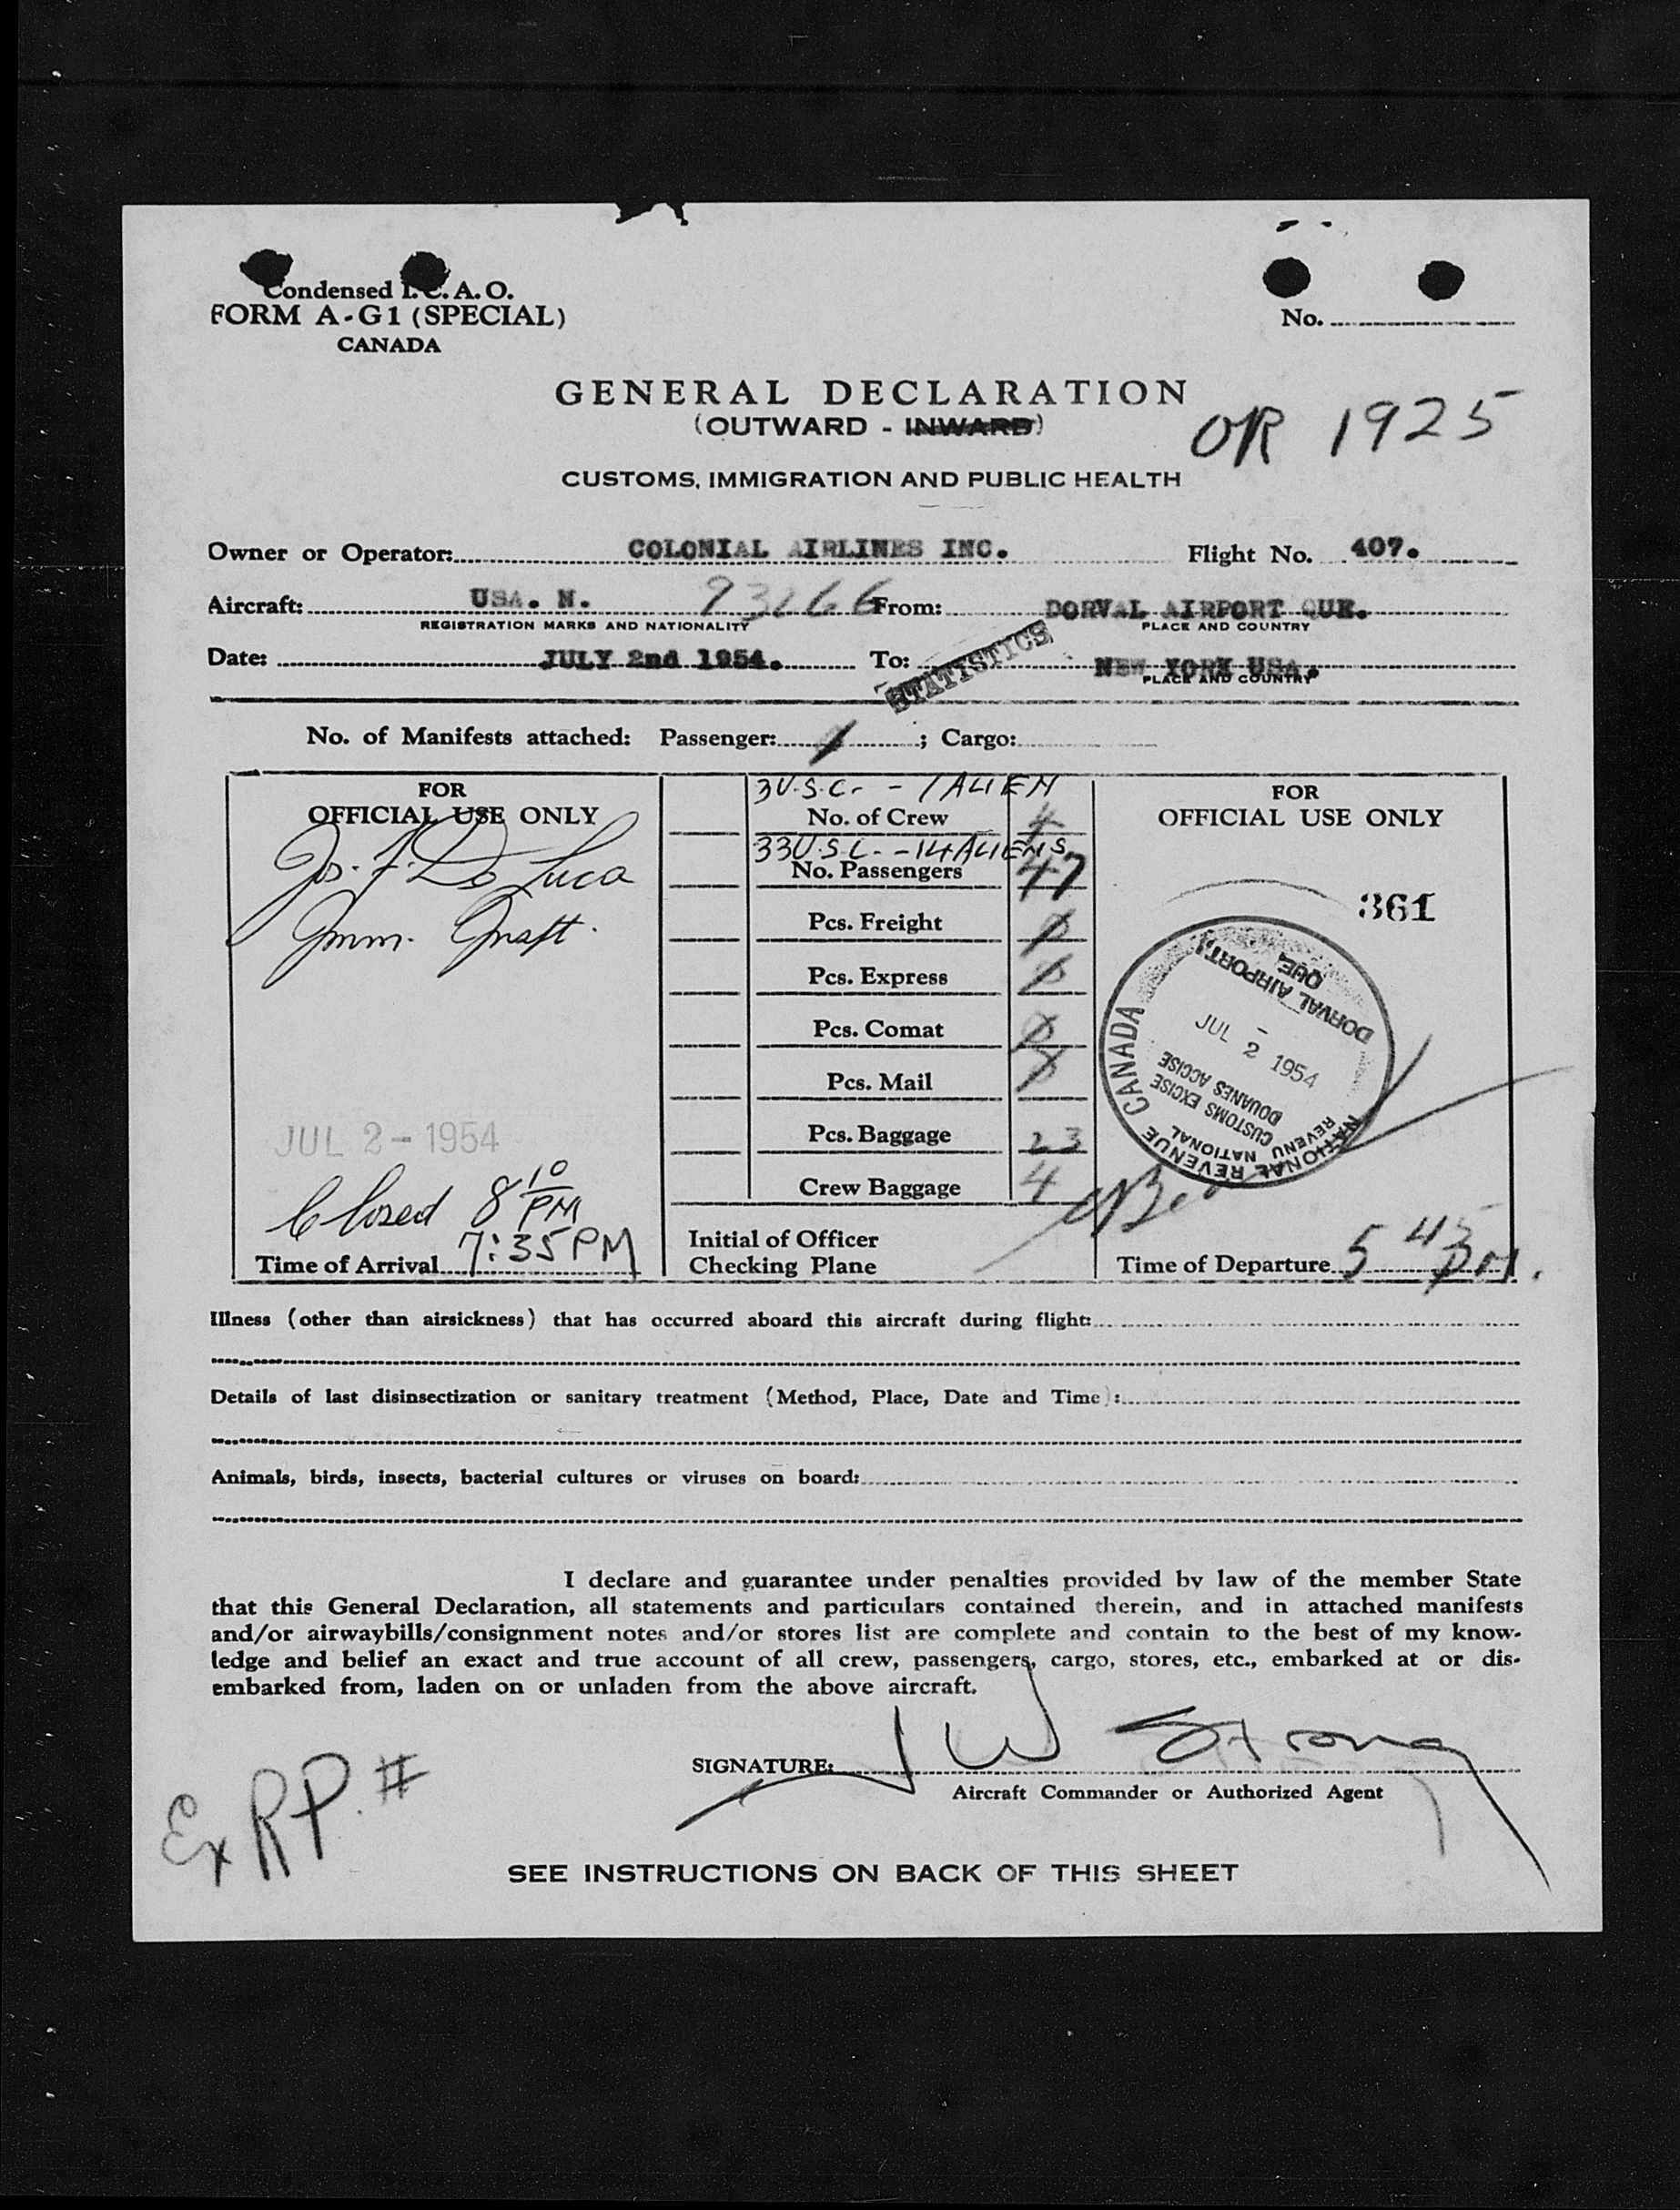 Condensed I.C.A.O.
FORM A-G1 (SPECIAL)
CANADA
No.
GENERAL DECLARATION
(OUTWARD - INWARD)
OR 1925
CUSTOMS, IMMIGRATION AND PUBLIC HEALTH
Owner or Operator: COLONIAL AIRLINES INC. Flight No. 407.
Aircraft: USA. N. 93266 From: DORVAL AIRPORT QUE.
REGISTRATION MARKS AND NATIONALITY PLACE AND COUNTRY
Date: JULY 2nd 1954. To: NEW YORK USA.
PLACE AND COUNTRY
STATISTICS
No. of Manifests attached: Passenger: 1 ; Cargo:
FOR
OFFICIAL USE ONLY
Jos. F. De Luca
Imm. Inspt.
JUL 2 - 1954
Closed 8 10 PM
Time of Arrival 7:35 PM
3 U.S.C. - 1 ALIEN
No. of Crew 4
33 U.S.C. - 14 ALIENS
No. Passengers 47
Pcs. Freight
Pcs. Express
Pcs. Comat
Pcs. Mail
Pcs. Baggage 23
Crew Baggage 4
Initial of Officer
Checking Plane
FOR
OFFICIAL USE ONLY
361
DORVAL AIRPORT,
QUE,
JUL - 2 1954
DOUANES ACCISE
CUSTOMS EXCISE
REVENU NATIONAL
NATIONAL REVENUE CANADA
Time of Departure 5 45 PM.
Illness (other than airsickness) that has occurred aboard this aircraft during flight:
Details of last disinsectization or sanitary treatment (Method, Place, Date and Time):
Animals, birds, insects, bacterial cultures or viruses on board:
I declare and guarantee under penalties provided by law of the member State
that this General Declaration, all statements and particulars contained therein, and in attached manifests
and/or airwaybills/consignment notes and/or stores list are complete and contain to the best of my know-
ledge and belief an exact and true account of all crew, passengers, cargo, stores, etc., embarked at or dis-
embarked from, laden on or unladen from the above aircraft.
SIGNATURE: J W Strong
Aircraft Commander or Authorized Agent
Ex RP. #
SEE INSTRUCTIONS ON BACK OF THIS SHEET